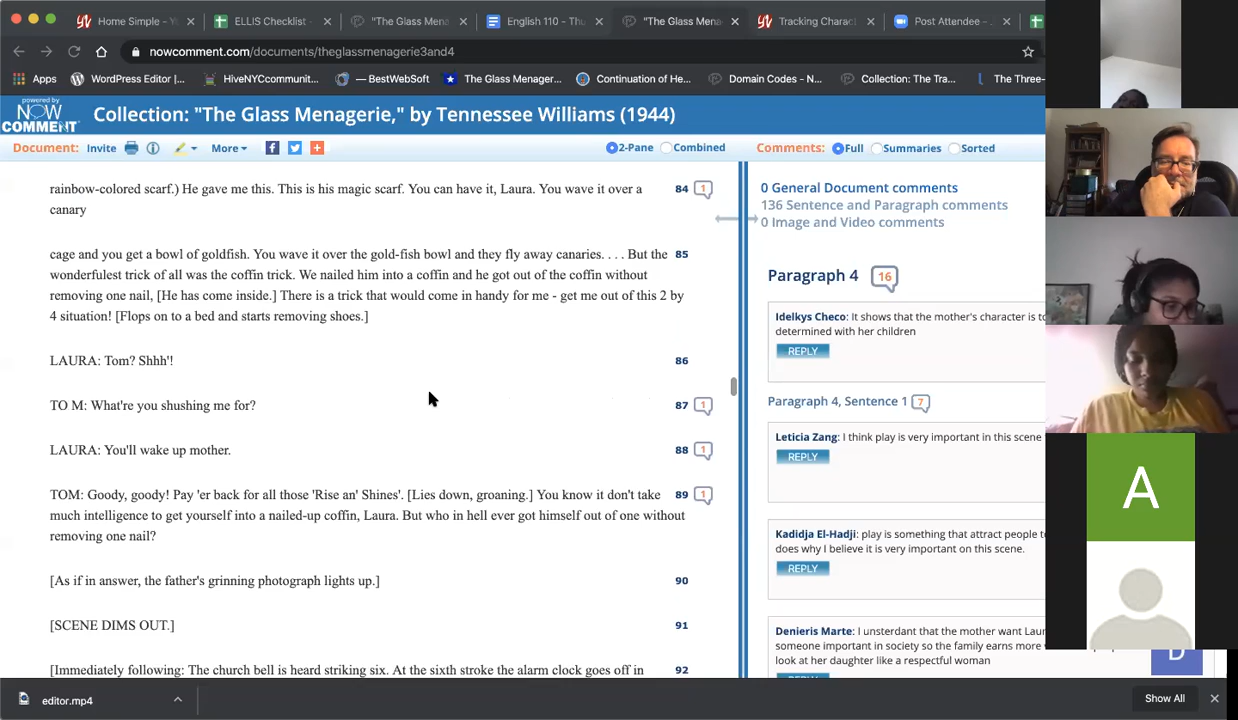 Home Simple – Y
ELLIS Checklist –
"The Glass Mena
English 110 - Thu
"The Glass Mena
Tracking Charac
Post Attendee –
nowcomment.com/documents/theglassmenagerie3and4
Apps
WordPress Editor |...
HiveNYCcommunit...
— BestWebSoft
The Glass Menager...
Continuation of He...
Domain Codes - N...
Collection: The Tra...
The Three-
powered by
NOW
COMMENT
Collection: "The Glass Menagerie," by Tennessee Williams (1944)
Document: Invite More
2-Pane Combined
Comments: Full Summaries Sorted
rainbow-colored scarf.) He gave me this. This is his magic scarf. You can have it, Laura. You wave it over a 84 1
canary
cage and you get a bowl of goldfish. You wave it over the gold-fish bowl and they fly away canaries. . . . But the 85
wonderfulest trick of all was the coffin trick. We nailed him into a coffin and he got out of the coffin without
removing one nail, [He has come inside.] There is a trick that would come in handy for me - get me out of this 2 by
4 situation! [Flops on to a bed and starts removing shoes.]
LAURA: Tom? Shhh'! 86
TO M: What're you shushing me for? 87 1
LAURA: You'll wake up mother. 88 1
TOM: Goody, goody! Pay 'er back for all those 'Rise an' Shines'. [Lies down, groaning.] You know it don't take 89 1
much intelligence to get yourself into a nailed-up coffin, Laura. But who in hell ever got himself out of one without
removing one nail?
[As if in answer, the father's grinning photograph lights up.] 90
[SCENE DIMS OUT.] 91
[Immediately following: The church bell is heard striking six. At the sixth stroke the alarm clock goes off in 92
0 General Document comments
136 Sentence and Paragraph comments
0 Image and Video comments
Paragraph 4 16
Idelkys Checo: It shows that the mother's character is to
determined with her children
REPLY
Paragraph 4, Sentence 1 7
Leticia Zang: I think play is very important in this scene
REPLY
Kadidja El-Hadji: play is something that attract people to
does why I believe it is very important on this scene.
REPLY
Denieris Marte: I unsterdant that the mother want Lau
someone important in society so the family earns more
look at her daughter like a respectful woman
REPLY
A
D
editor.mp4
Show All